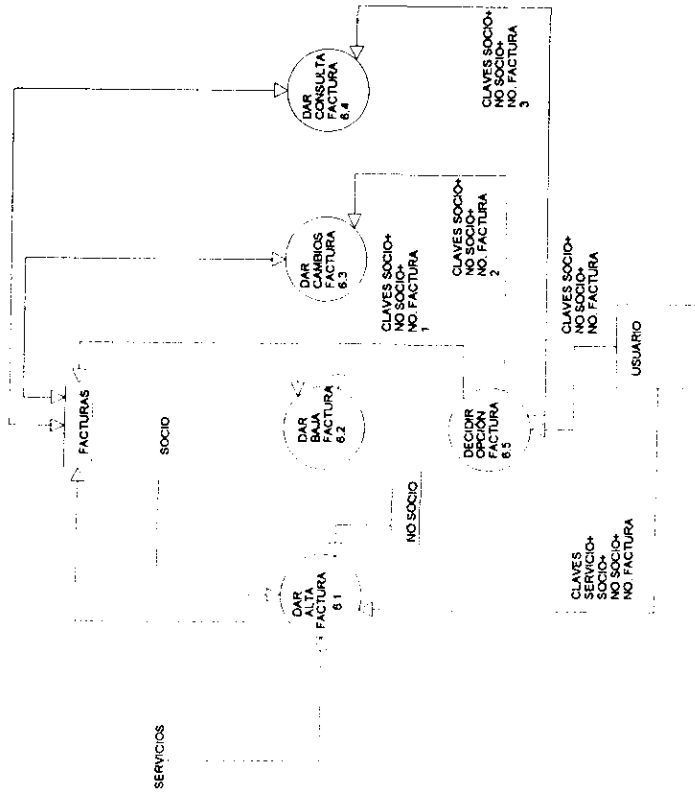 SERVICIOS
FACTURAS
SOCIO
DAR
ALTA
FACTURA
6.1
DAR
BAJA
FACTURA
6.2
DAR
CAMBIOS
FACTURA
6.3
DAR
CONSULTA
FACTURA
6.4
NO SOCIO
CLAVES SOCIO+
NO SOCIO+
NO. FACTURA
1
CLAVES SOCIO+
NO SOCIO+
NO. FACTURA
2
CLAVES SOCIO+
NO SOCIO+
NO. FACTURA
3
DECIDIR
OPCIÓN
FACTURA
6.5
CLAVES
SERVICIO+
SOCIO+
NO SOCIO+
NO. FACTURA
CLAVES SOCIO+
NO SOCIO+
NO. FACTURA
USUARIO